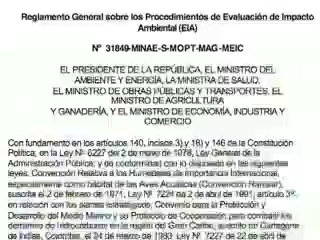 Reglamento General sobre los Procedimientos de Evaluación de Impacto
Ambiental (EIA)
Nº 31849-MINAE-S-MOPT-MAG-MEIC
EL PRESIDENTE DE LA REPÚBLICA, EL MINISTRO DEL
AMBIENTE Y ENERGÍA, LA MINISTRA DE SALUD,
EL MINISTRO DE OBRAS PÚBLICAS Y TRANSPORTES, EL
MINISTRO DE AGRICULTURA
Y GANADERÍA, Y EL MINISTRO DE ECONOMÍA, INDUSTRIA Y
COMERCIO
Con fundamento en los artículos 140, incisos 3) y 18) y 146 de la Constitución
Política, en la Ley Nº 6227 del 2 de mayo de 1978, Ley General de la
Administración Pública; y de conformidad con lo dispuesto en las siguientes
leyes: Convención Relativa a los Humedales de Importancia Internacional,
especialmente como hábitat de las Aves Acuáticas (Convención Ramsar),
suscrita el 2 de febrero de 1971, Ley Nº 7224 del 2 de abril de 1991, artículo 3º,
en relación con los planes estratégicos; Convenio para la Protección y
Desarrollo del Medio Marino y su Protocolo de Cooperación para combatir los
derrames de hidrocarburos en la región del Gran Caribe, suscrito en Cartagena
de Indias, Colombia, el 24 de marzo de 1983, Ley Nº 7227 de 22 de abril de